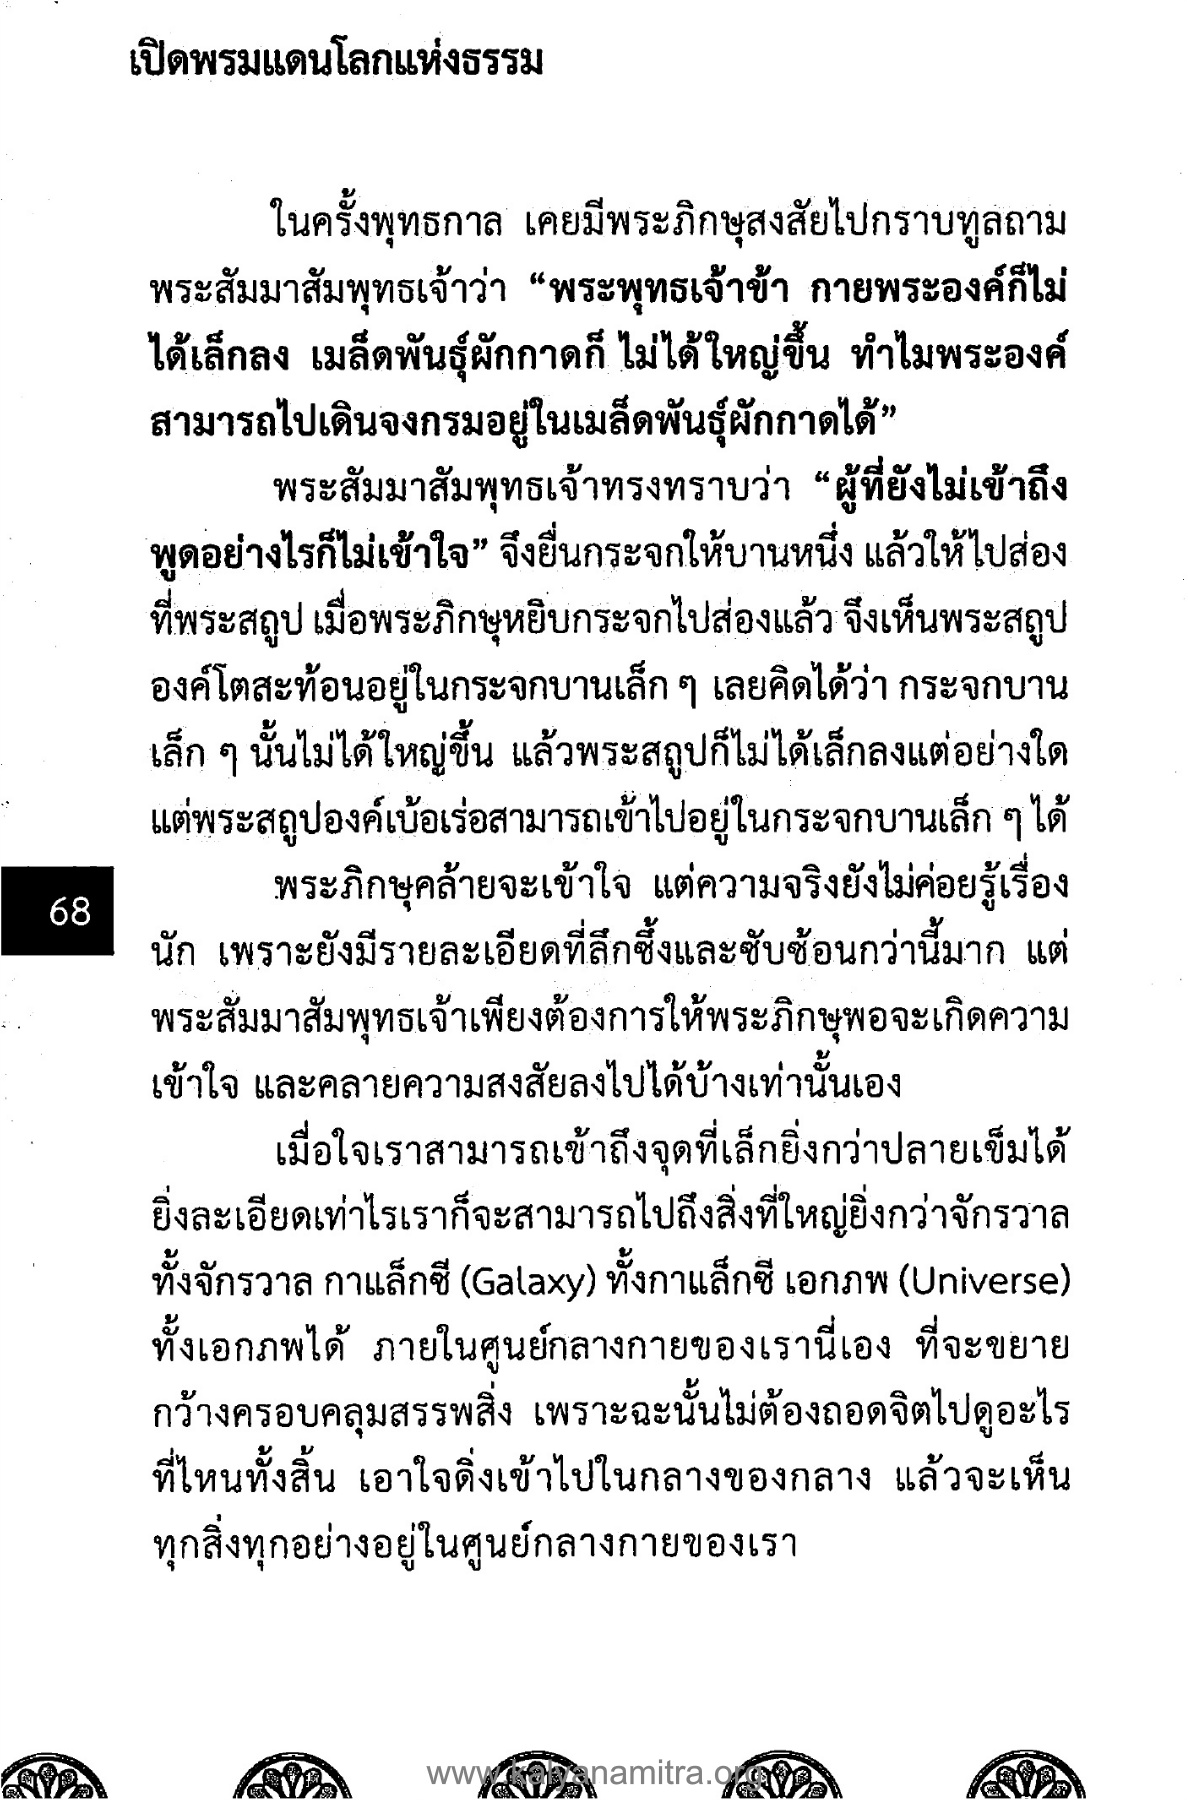 เปิดพรมแดนโลกแห่งธรรม
ในครั้งพุทธกาล เคยมีพระภิกษุสงสัยไปกราบทูลถาม
พระสัมมาสัมพุทธเจ้าว่า “พระพุทธเจ้าข้า กายพระองค์ก็ไม่
ได้เล็กลง เมล็ดพันธุ์ผักกาดก็ ไม่ได้ใหญ่ขึ้น ทำไมพระองค์
สามารถไปเดินจงกรมอยู่ในเมล็ดพันธุ์ผักกาดได้”
พระสัมมาสัมพุทธเจ้าทรงทราบว่า “ผู้ที่ยังไม่เข้าถึง
พูดอย่างไรก็ไม่เข้าใจ” จึงยื่นกระจกให้บานหนึ่ง แล้วให้ไปส่อง
ที่พระสถูป เมื่อพระภิกษุหยิบกระจกไปส่องแล้ว จึงเห็นพระสถูป
องค์โตสะท้อนอยู่ในกระจกบานเล็ก ๆ เลยคิดได้ว่า กระจกบาน
เล็ก ๆ นั้นไม่ได้ใหญ่ขึ้น แล้วพระสถูปก็ไม่ได้เล็กลงแต่อย่างใด
แต่พระสถูปองค์เบ้อเร่อสามารถเข้าไปอยู่ในกระจกบานเล็ก ๆ ได้
พระภิกษุคล้ายจะเข้าใจ แต่ความจริงยังไม่ค่อยรู้เรื่อง
68
นัก เพราะยังมีรายละเอียดที่ลึกซึ้งและซับซ้อนกว่านี้มาก แต่
พระสัมมาสัมพุทธเจ้าเพียงต้องการให้พระภิกษุพอจะเกิดความ
เข้าใจ และคลายความสงสัยลงไปได้บ้างเท่านั้นเอง
เมื่อใจเราสามารถเข้าถึงจุดที่เล็กยิ่งกว่าปลายเข็มได้
ยิ่งละเอียดเท่าไรเราก็จะสามารถไปถึงสิ่งที่ใหญ่ยิ่งกว่าจักรวาล
ทั้งจักรวาล กาแล็กซี (Galaxy) ทั้งกาแล็กซี เอกภพ (Universe)
ทั้งเอกภพได้ ภายในศูนย์กลางกายของเรานี่เอง ที่จะขยาย
กว้างครอบคลุมสรรพสิ่ง เพราะฉะนั้นไม่ต้องถอดจิตไปดูอะไร
ที่ไหนทั้งสิ้น เอาใจดิ่งเข้าไปในกลางของกลาง แล้วจะเห็น
ทุกสิ่งทุกอย่างอยู่ในศูนย์กลางกายของเรา
www.kalyanamitra.org